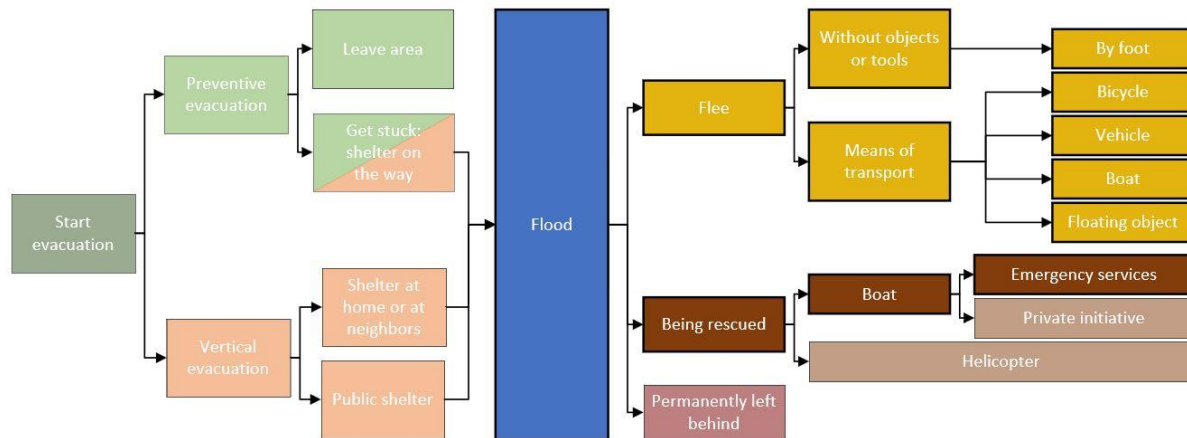 Start
evacuation
Preventive
evacuation
Leave area
Get stuck:
shelter on
the way
Vertical
evacuation
Shelter at
home or at
neighbors
Public shelter
Flood
Flee
Without objects
or tools
By foot
Means of
transport
Bicycle
Vehicle
Boat
Floating object
Being rescued
Boat
Emergency services
Private initiative
Helicopter
Permanently left
behind